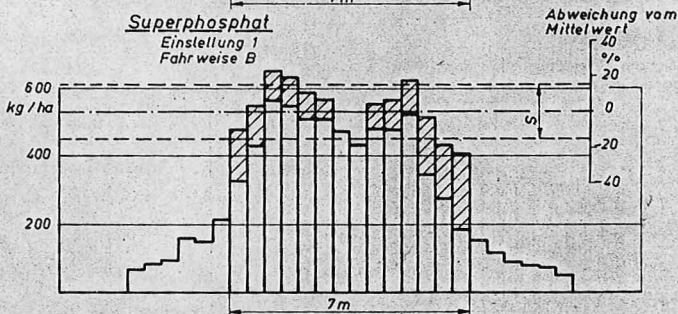 7m
Superphosphat
Einstellung 1
Fahrweise B
Abweichung vom
Mittelwert
40
%
20
0
-20
-40
600
kg/ha
400
200
S
7m